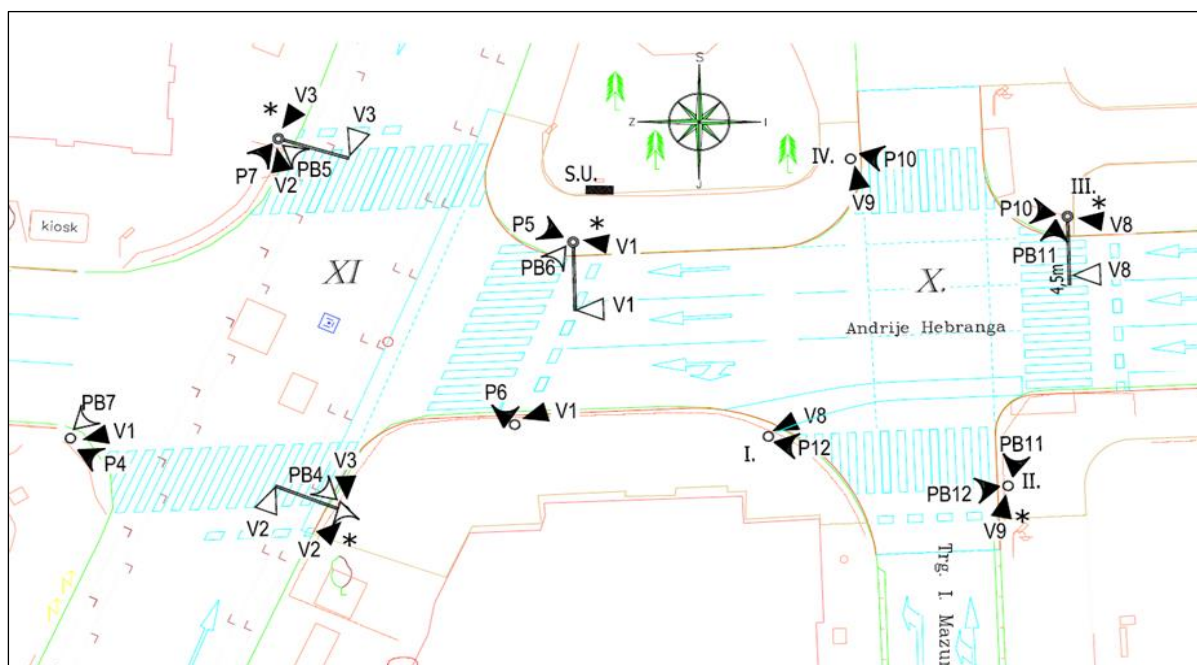 S
Z
I
J
V3
*
V3
P7
V2
PB5
kiosk
S.U.
IV.
P10
V9
III.
P10
*
V8
PB11
4,5m
V8
P5
*
V1
PB6
V1
XI
X.
Andrije Hebranga
P6
V1
PB7
V1
P4
V8
I.
P12
PB4
V3
V2
V2
*
PB11
PB12
II.
V9
*
Trg. I. Mazur